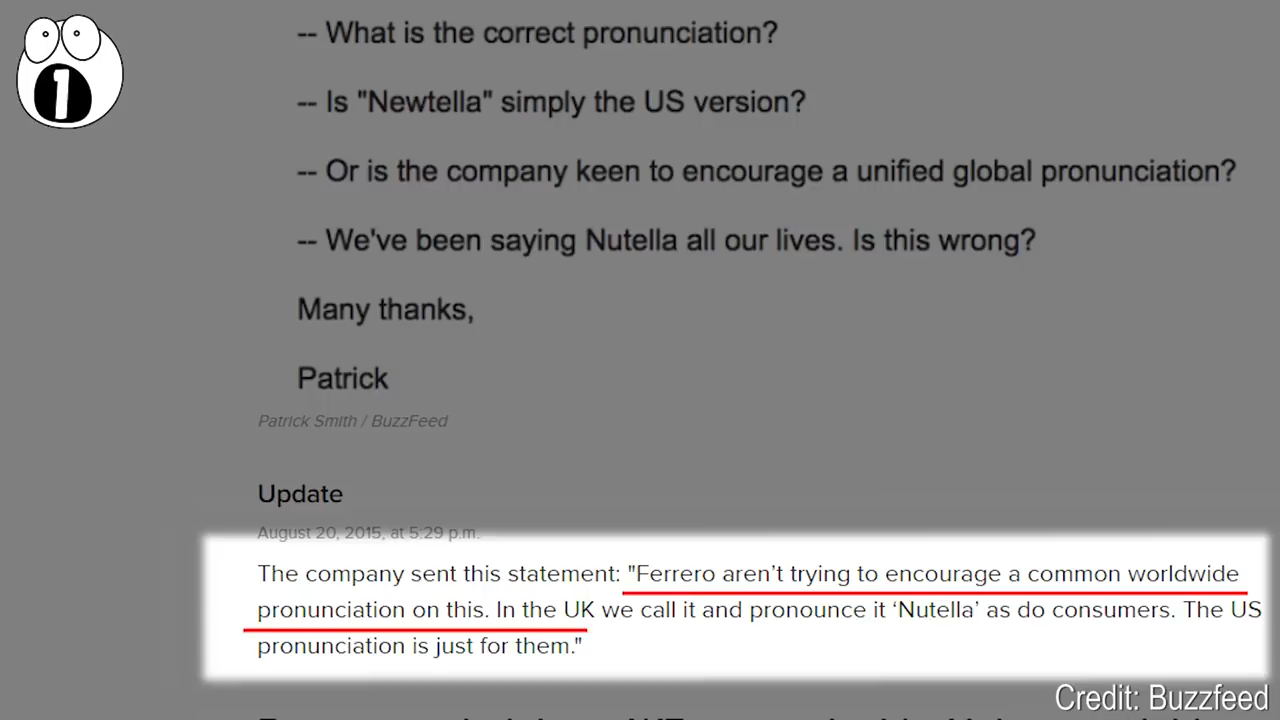 1
-- What is the correct pronunciation?
-- Is "Newtella" simply the US version?
-- Or is the company keen to encourage a unified global pronunciation?
-- We've been saying Nutella all our lives. Is this wrong?
Many thanks,
Patrick
Patrick Smith / BuzzFeed
Update
August 20, 2015, at 5:29 p.m.
The company sent this statement: "Ferrero aren’t trying to encourage a common worldwide
pronunciation on this. In the UK we call it and pronounce it ‘Nutella’ as do consumers. The US
pronunciation is just for them."
Credit: Buzzfeed